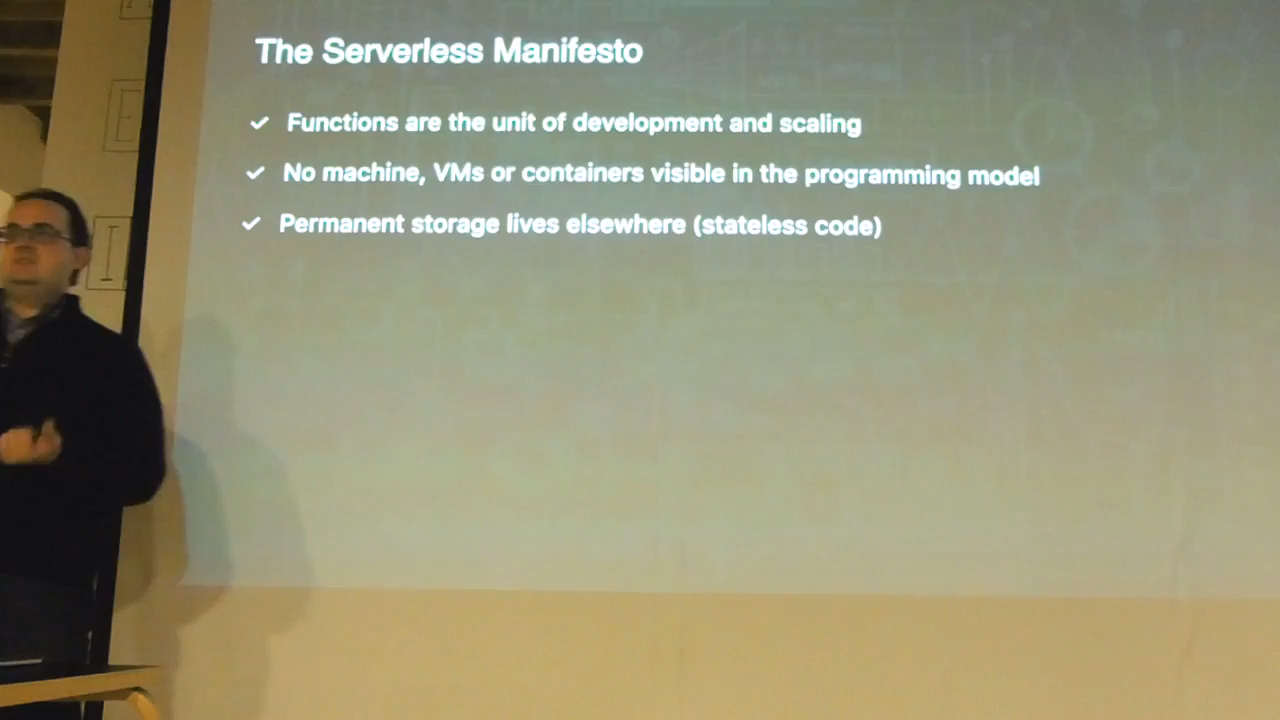 The Serverless Manifesto
✓ Functions are the unit of development and scaling
✓ No machine, VMs or containers visible in the programming model
✓ Permanent storage lives elsewhere (stateless code)
E
I